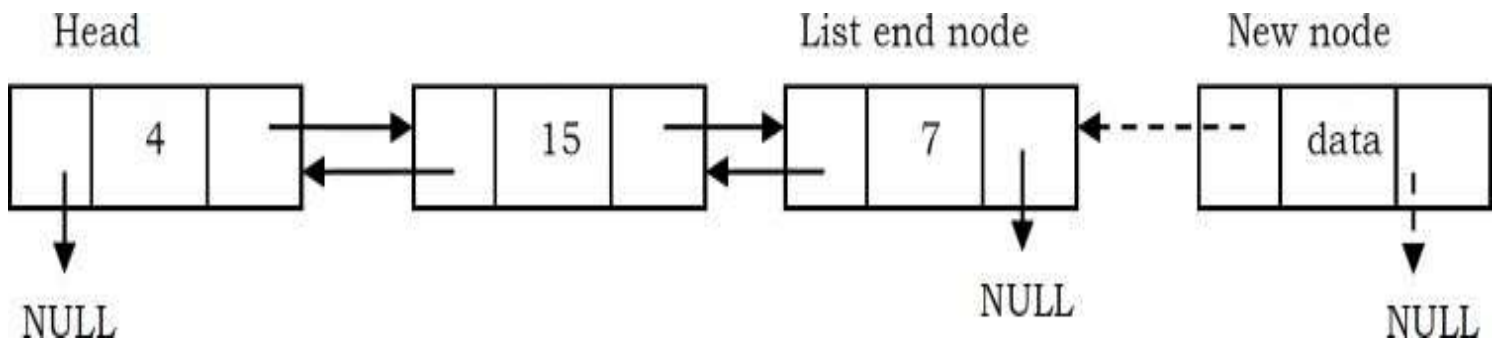 Head List end node New node
4 15 7 data
NULL NULL NULL